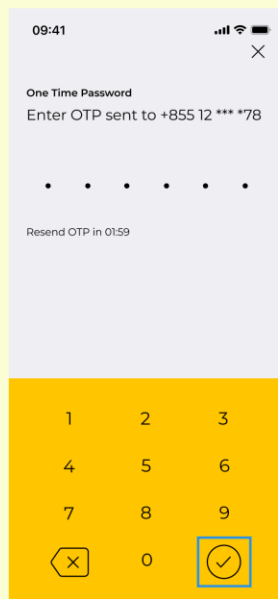 09:41
One Time Password
Enter OTP sent to +855 12 *** *78
Resend OTP in 01:59
1 2 3
4 5 6
7 8 9
0